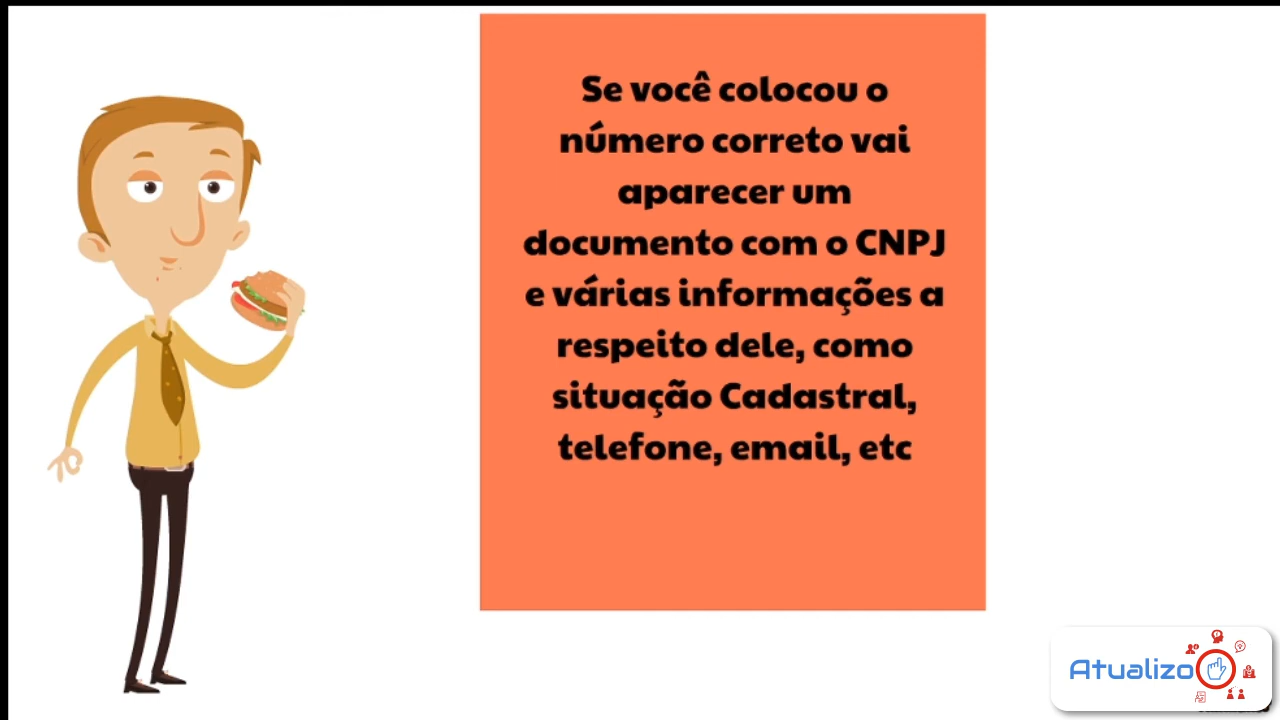 Se você colocou o
número correto vai
aparecer um
documento com o CNPJ
e várias informações a
respeito dele, como
situação Cadastral,
telefone, email, etc
Atualizo